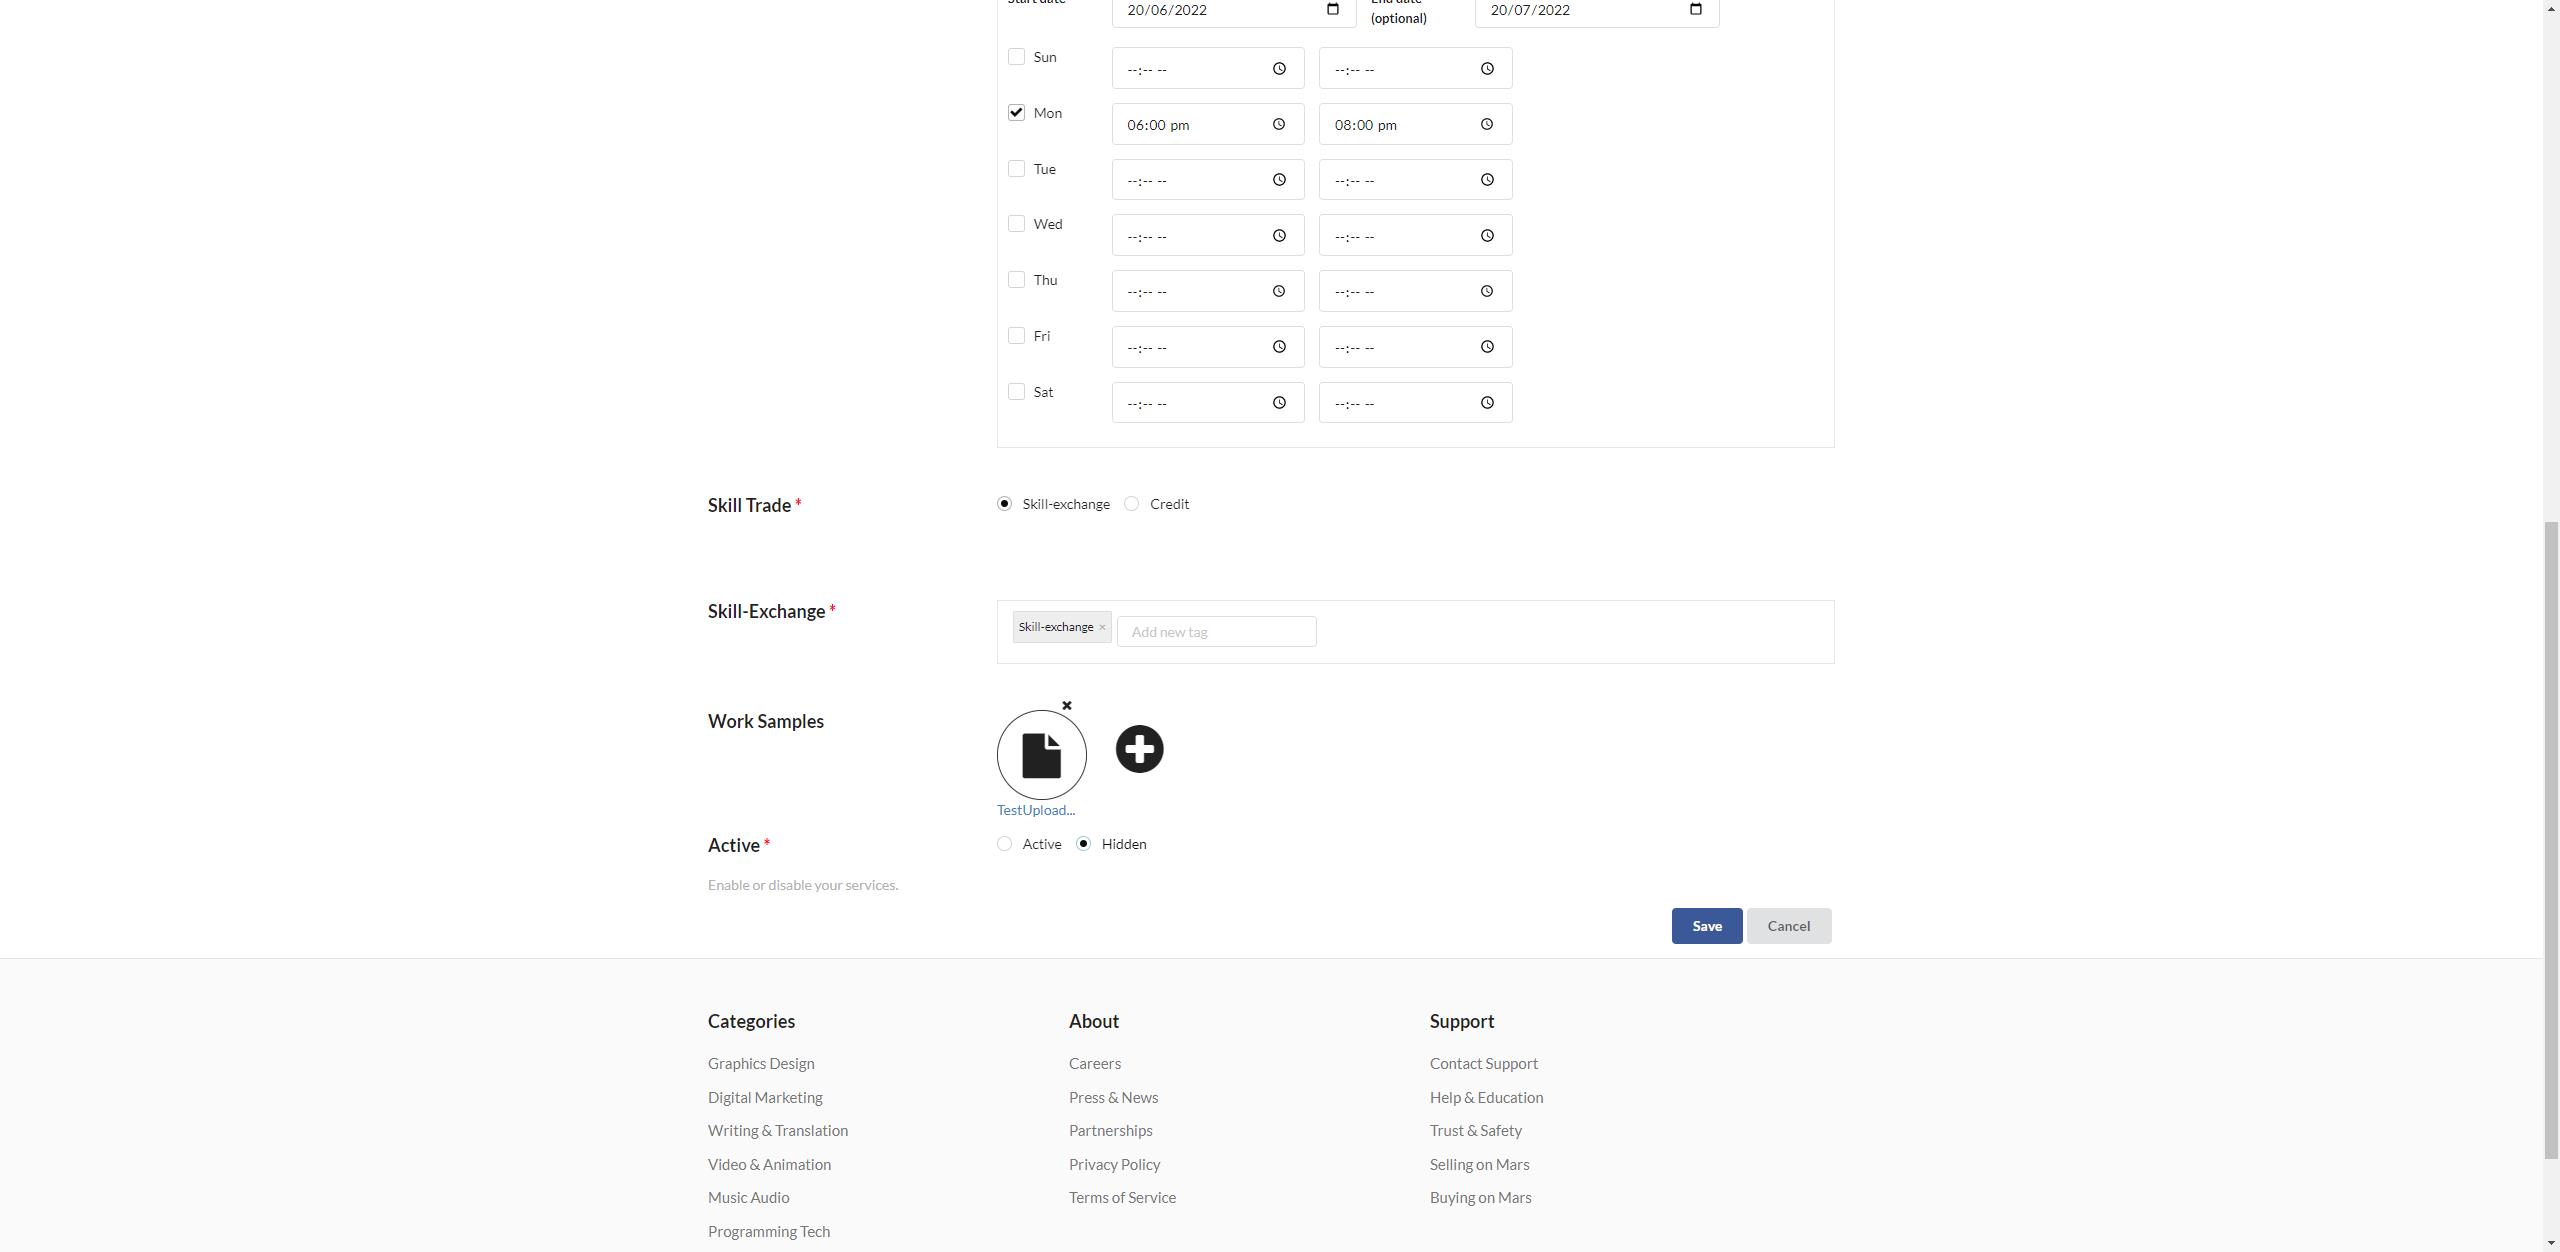 Start date 20/06/2022 End date 20/07/2022
(optional)
Sun --:-- -- --:-- --
Mon 06:00 pm 08:00 pm
Tue --:-- -- --:-- --
Wed --:-- -- --:-- --
Thu --:-- -- --:-- --
Fri --:-- -- --:-- --
Sat --:-- -- --:-- --
Skill Trade * Skill-exchange Credit
Skill-Exchange * Skill-exchange × Add new tag
Work Samples
TestUpload...
Active * Active Hidden
Enable or disable your services.
Save Cancel
Categories
Graphics Design
Digital Marketing
Writing & Translation
Video & Animation
Music Audio
Programming Tech
About
Careers
Press & News
Partnerships
Privacy Policy
Terms of Service
Support
Contact Support
Help & Education
Trust & Safety
Selling on Mars
Buying on Mars